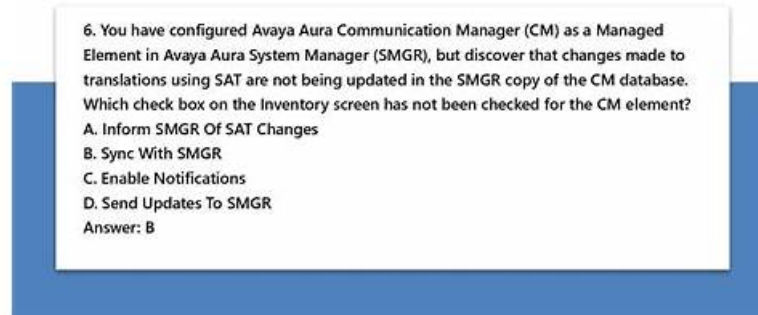 6. You have configured Avaya Aura Communication Manager (CM) as a Managed
Element in Avaya Aura System Manager (SMGR), but discover that changes made to
translations using SAT are not being updated in the SMGR copy of the CM database.
Which check box on the Inventory screen has not been checked for the CM element?
A. Inform SMGR Of SAT Changes
B. Sync With SMGR
C. Enable Notifications
D. Send Updates To SMGR
Answer: B